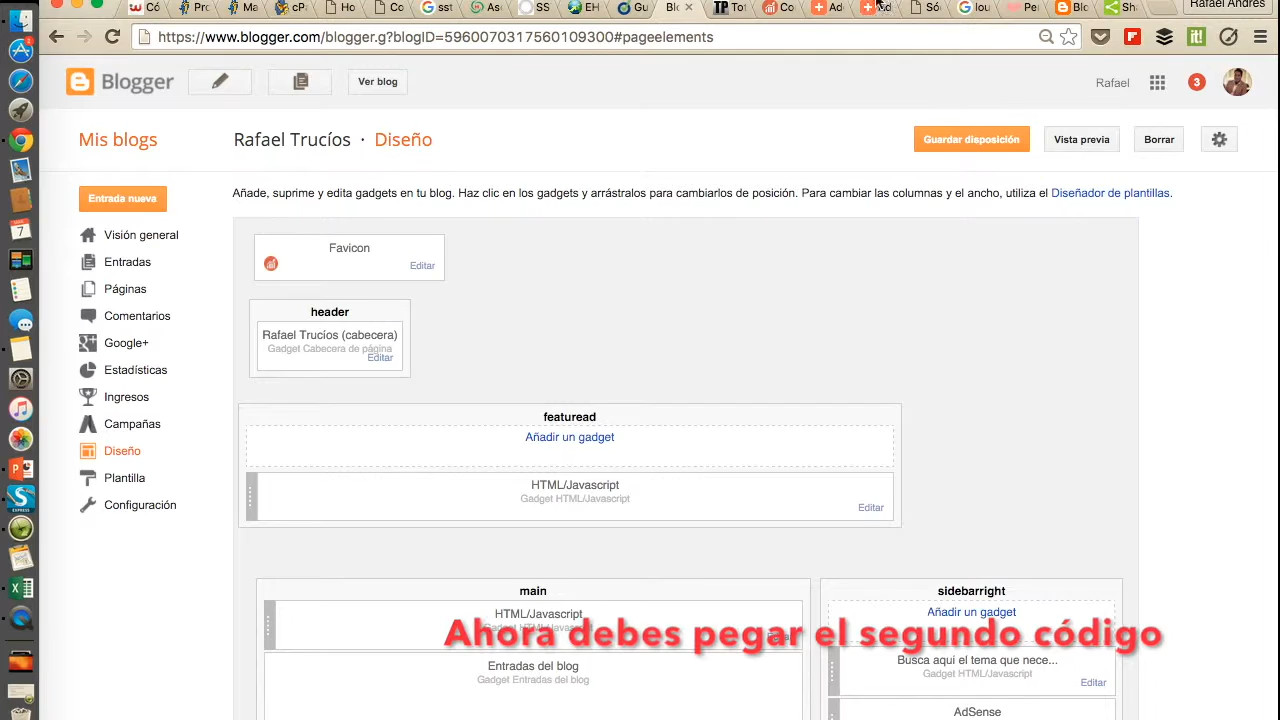 Rafael Andres
https://www.blogger.com/blogger.g?blogID=5960070317560109300#pageelements
Blogger
Ver blog
Rafael
3
Mis blogs
Rafael Trucíos · Diseño
Guardar disposición
Vista previa
Borrar
Añade, suprime y edita gadgets en tu blog. Haz clic en los gadgets y arrástralos para cambiarlos de posición. Para cambiar las columnas y el ancho, utiliza el Diseñador de plantillas.
Entrada nueva
Visión general
Entradas
Páginas
Comentarios
Google+
Estadísticas
Ingresos
Campañas
Diseño
Plantilla
Configuración
Favicon
Editar
header
Rafael Trucíos (cabecera)
Gadget Cabecera de página
Editar
featuread
Añadir un gadget
HTML/Javascript
Gadget HTML/Javascript
Editar
main
HTML/Javascript
Entradas del blog
Gadget Entradas del blog
sidebarright
Añadir un gadget
Ahora debes pegar el segundo código
Busca aquí el tema que nece...
Gadget HTML/Javascript
Editar
AdSense